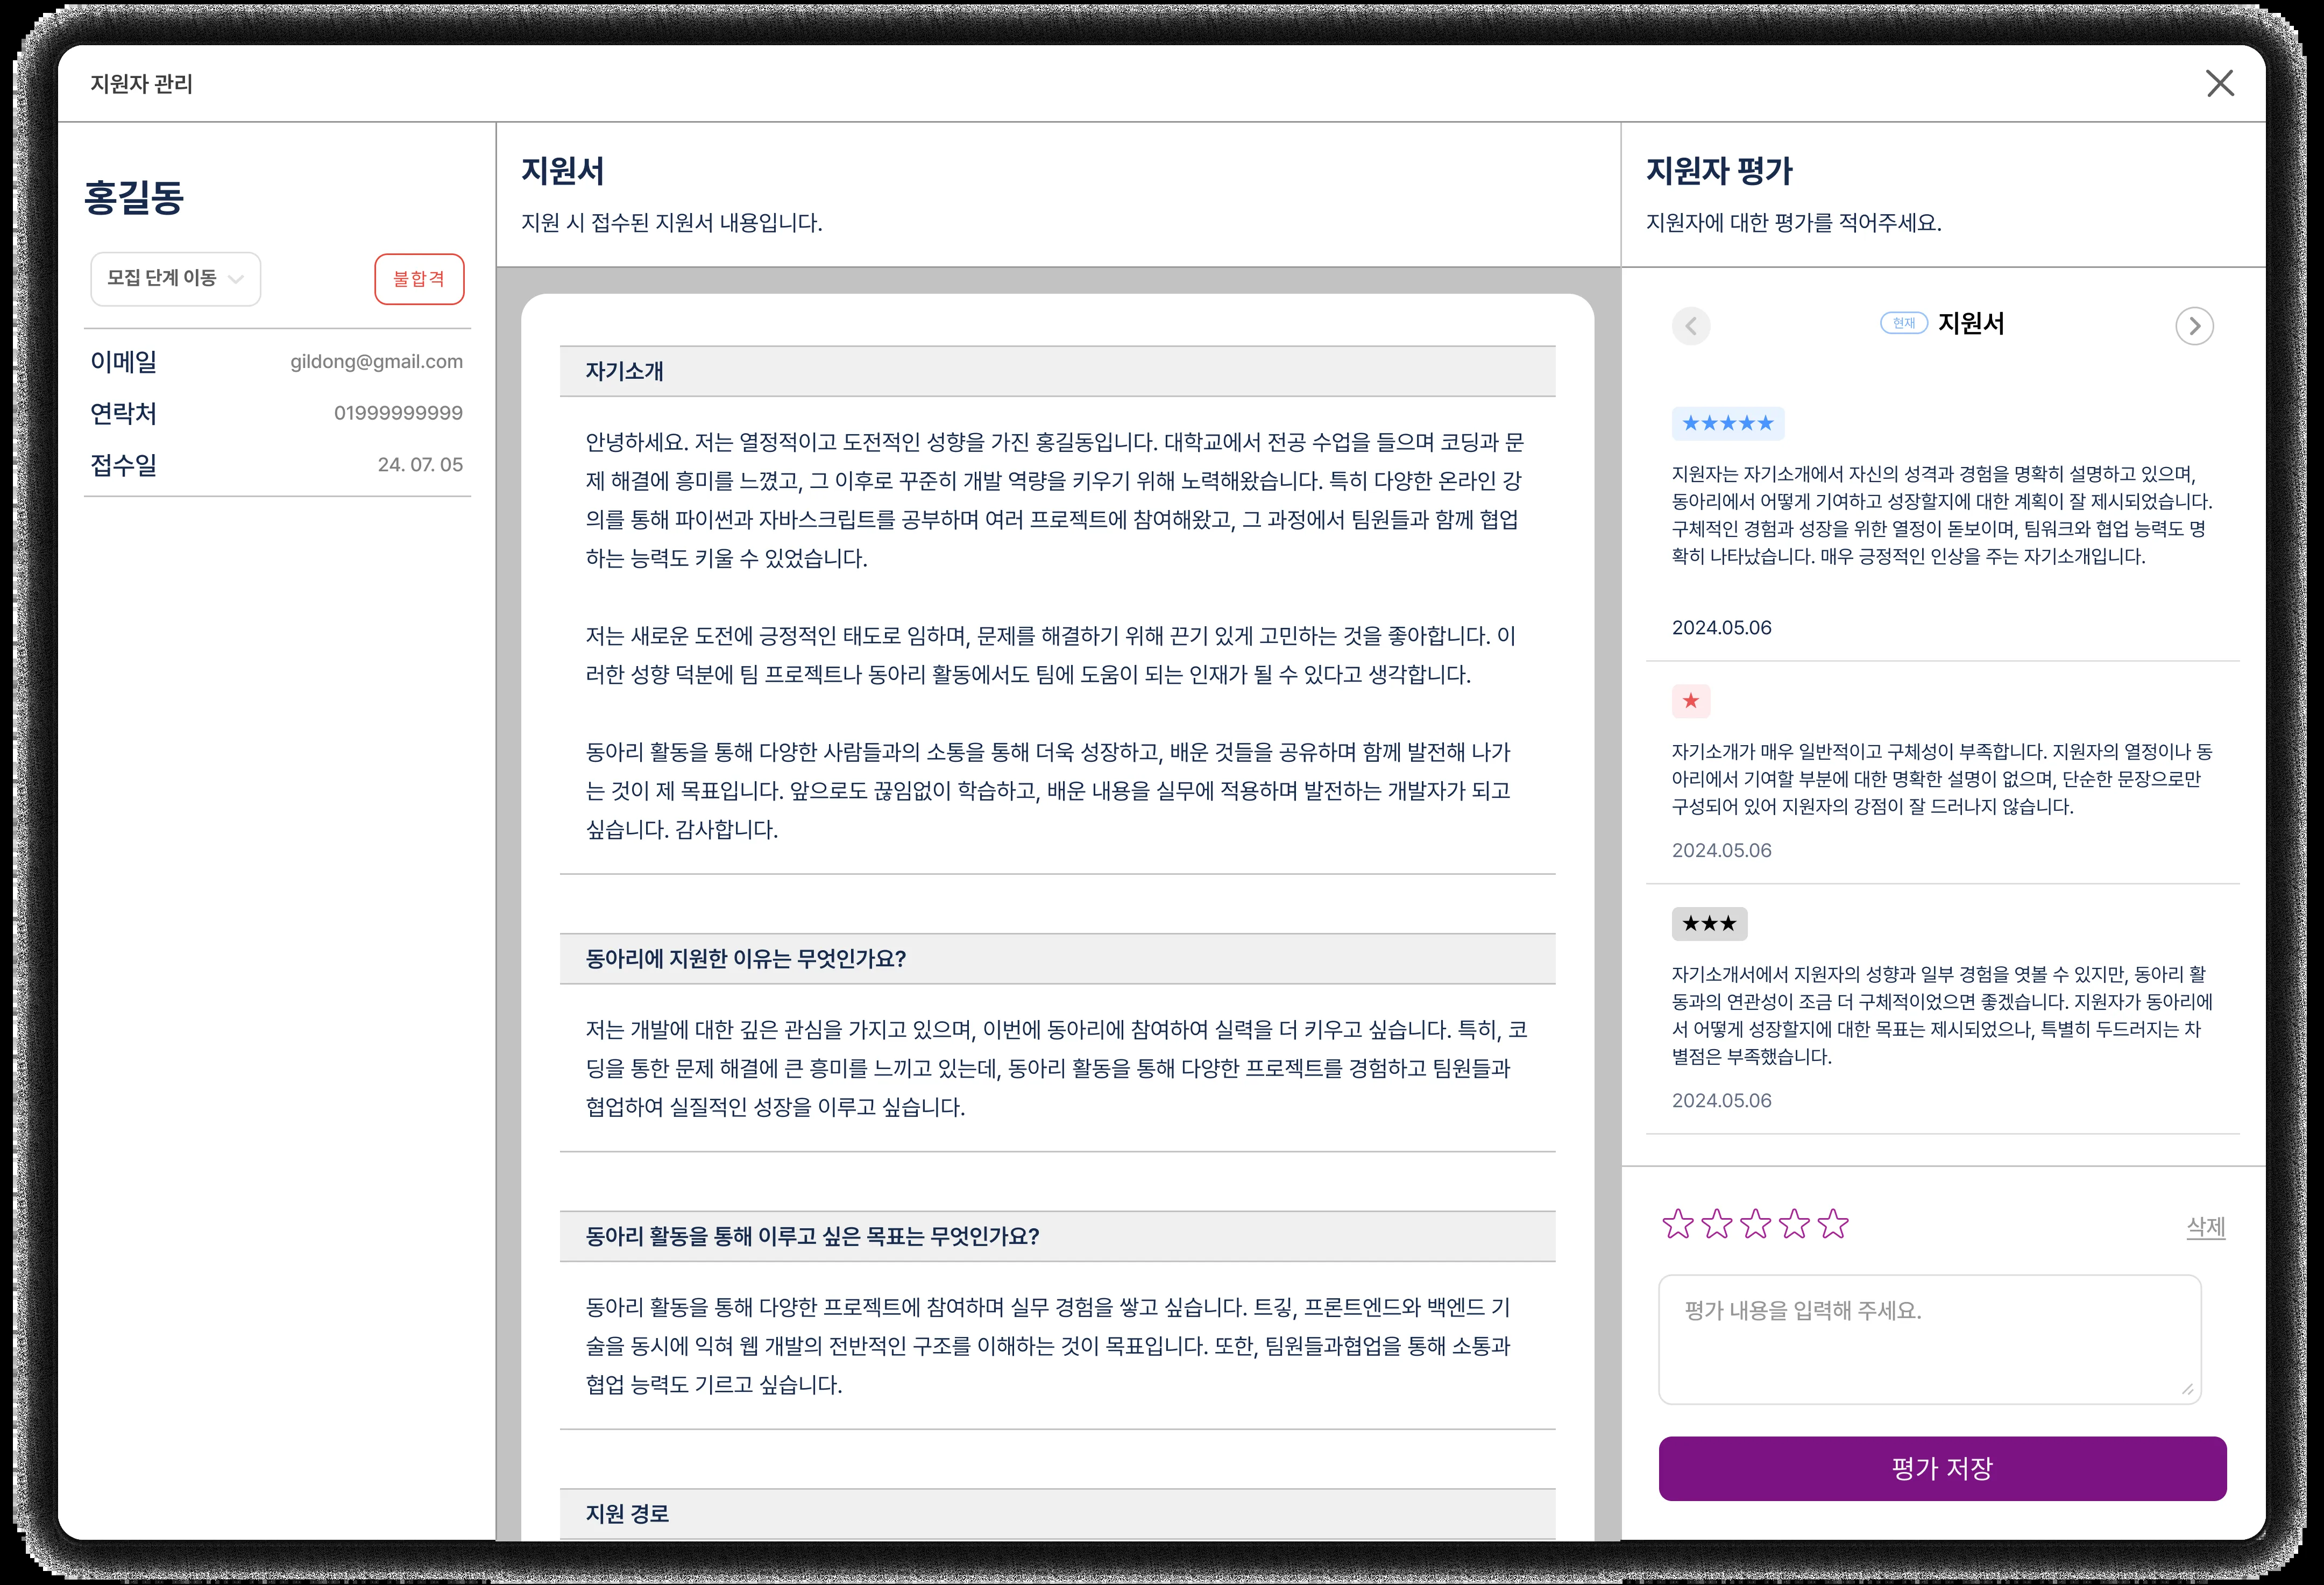 지원자 관리
홍길동
모집 단계 이동
불합격
이메일 gildong@gmail.com
연락처 01999999999
접수일 24. 07. 05
지원서
지원 시 접수된 지원서 내용입니다.
자기소개
안녕하세요. 저는 열정적이고 도전적인 성향을 가진 홍길동입니다. 대학교에서 전공 수업을 들으며 코딩과 문
제 해결에 흥미를 느꼈고, 그 이후로 꾸준히 개발 역량을 키우기 위해 노력해왔습니다. 특히 다양한 온라인 강
의를 통해 파이썬과 자바스크립트를 공부하며 여러 프로젝트에 참여해왔고, 그 과정에서 팀원들과 함께 협업
하는 능력도 키울 수 있었습니다.
저는 새로운 도전에 긍정적인 태도로 임하며, 문제를 해결하기 위해 끈기 있게 고민하는 것을 좋아합니다. 이
러한 성향 덕분에 팀 프로젝트나 동아리 활동에서도 팀에 도움이 되는 인재가 될 수 있다고 생각합니다.
동아리 활동을 통해 다양한 사람들과의 소통을 통해 더욱 성장하고, 배운 것들을 공유하며 함께 발전해 나가
는 것이 제 목표입니다. 앞으로도 끊임없이 학습하고, 배운 내용을 실무에 적용하며 발전하는 개발자가 되고
싶습니다. 감사합니다.
동아리에 지원한 이유는 무엇인가요?
저는 개발에 대한 깊은 관심을 가지고 있으며, 이번에 동아리에 참여하여 실력을 더 키우고 싶습니다. 특히, 코
딩을 통한 문제 해결에 큰 흥미를 느끼고 있는데, 동아리 활동을 통해 다양한 프로젝트를 경험하고 팀원들과
협업하여 실질적인 성장을 이루고 싶습니다.
동아리 활동을 통해 이루고 싶은 목표는 무엇인가요?
동아리 활동을 통해 다양한 프로젝트에 참여하며 실무 경험을 쌓고 싶습니다. 트깋, 프론트엔드와 백엔드 기
술을 동시에 익혀 웹 개발의 전반적인 구조를 이해하는 것이 목표입니다. 또한, 팀원들과협업을 통해 소통과
협업 능력도 기르고 싶습니다.
지원 경로
지원자 평가
지원자에 대한 평가를 적어주세요.
현재 지원서
★★★★★
지원자는 자기소개에서 자신의 성격과 경험을 명확히 설명하고 있으며,
동아리에서 어떻게 기여하고 성장할지에 대한 계획이 잘 제시되었습니다.
구체적인 경험과 성장을 위한 열정이 돋보이며, 팀워크와 협업 능력도 명
확히 나타났습니다. 매우 긍정적인 인상을 주는 자기소개입니다.
2024.05.06
★
자기소개가 매우 일반적이고 구체성이 부족합니다. 지원자의 열정이나 동
아리에서 기여할 부분에 대한 명확한 설명이 없으며, 단순한 문장으로만
구성되어 있어 지원자의 강점이 잘 드러나지 않습니다.
2024.05.06
★★★
자기소개서에서 지원자의 성향과 일부 경험을 엿볼 수 있지만, 동아리 활
동과의 연관성이 조금 더 구체적이었으면 좋겠습니다. 지원자가 동아리에
서 어떻게 성장할지에 대한 목표는 제시되었으나, 특별히 두드러지는 차
별점은 부족했습니다.
2024.05.06
삭제
평가 내용을 입력해 주세요.
평가 저장